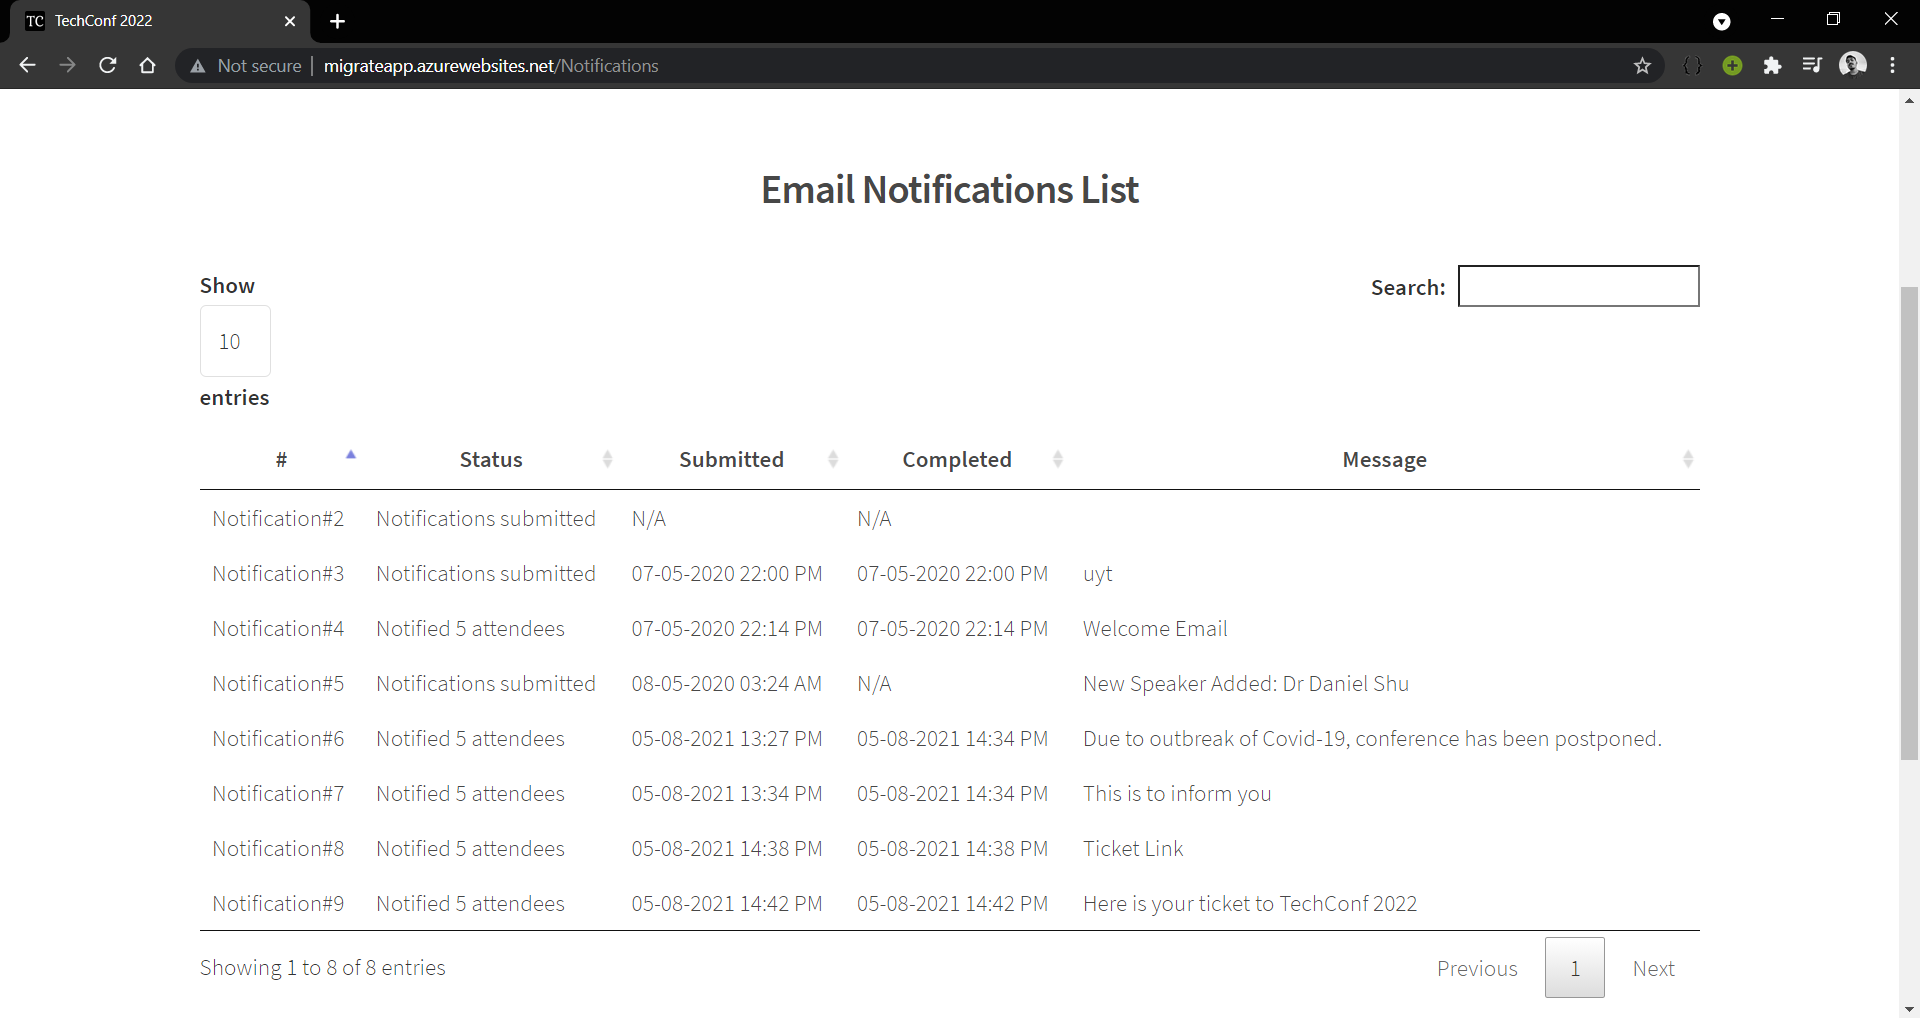 TC TechConf 2022
Not secure migrateapp.azurewebsites.net/Notifications
Email Notifications List
Show
10
entries
Search:
# Status Submitted Completed Message
Notification#2 Notifications submitted N/A N/A
Notification#3 Notifications submitted 07-05-2020 22:00 PM 07-05-2020 22:00 PM uyt
Notification#4 Notified 5 attendees 07-05-2020 22:14 PM 07-05-2020 22:14 PM Welcome Email
Notification#5 Notifications submitted 08-05-2020 03:24 AM N/A New Speaker Added: Dr Daniel Shu
Notification#6 Notified 5 attendees 05-08-2021 13:27 PM 05-08-2021 14:34 PM Due to outbreak of Covid-19, conference has been postponed.
Notification#7 Notified 5 attendees 05-08-2021 13:34 PM 05-08-2021 14:34 PM This is to inform you
Notification#8 Notified 5 attendees 05-08-2021 14:38 PM 05-08-2021 14:38 PM Ticket Link
Notification#9 Notified 5 attendees 05-08-2021 14:42 PM 05-08-2021 14:42 PM Here is your ticket to TechConf 2022
Showing 1 to 8 of 8 entries
Previous 1 Next